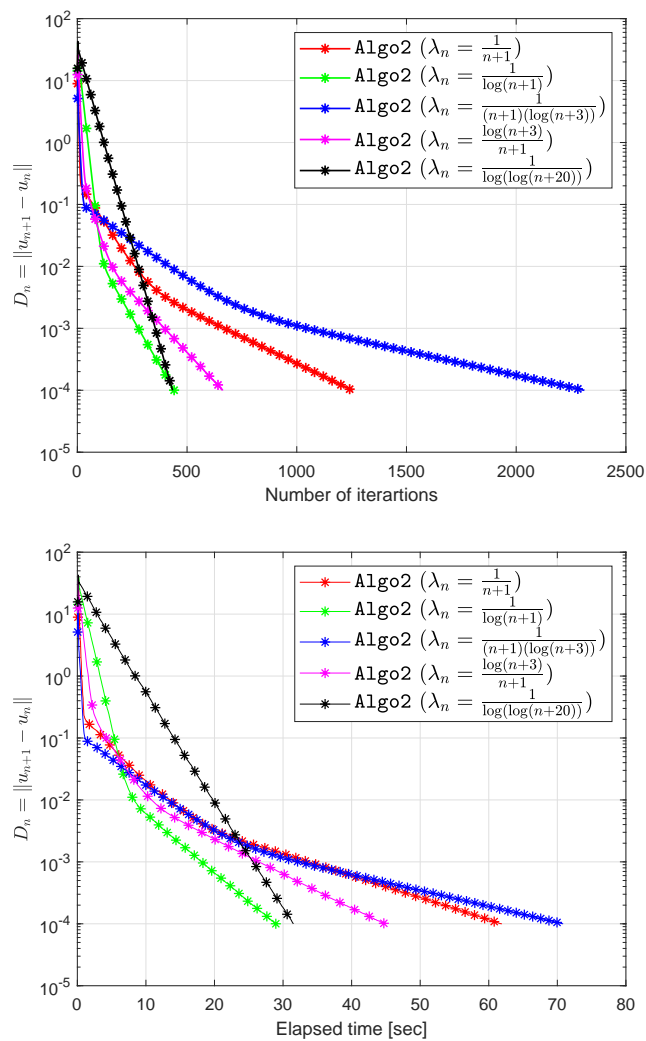 10^2
10^1
10^0
10^-1
10^-2
10^-3
10^-4
10^-5
D_n = ||u_{n+1} − u_n||
Algo2 (λ_n = 1/(n+1))
Algo2 (λ_n = 1/log(n+1))
Algo2 (λ_n = 1/((n+1)(log(n+3))))
Algo2 (λ_n = log(n+3)/(n+1))
Algo2 (λ_n = 1/log(log(n+20)))
0 500 1000 1500 2000 2500
Number of iterartions
10^2
10^1
10^0
10^-1
10^-2
10^-3
10^-4
10^-5
D_n = ||u_{n+1} − u_n||
Algo2 (λ_n = 1/(n+1))
Algo2 (λ_n = 1/log(n+1))
Algo2 (λ_n = 1/((n+1)(log(n+3))))
Algo2 (λ_n = log(n+3)/(n+1))
Algo2 (λ_n = 1/log(log(n+20)))
0 10 20 30 40 50 60 70 80
Elapsed time [sec]